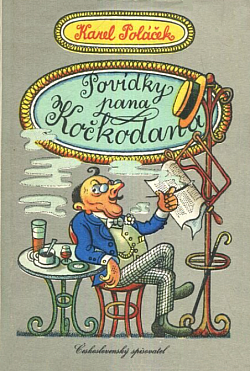 Karel Poláček
Povídky
pana
Kočkodana
Československý spisovatel